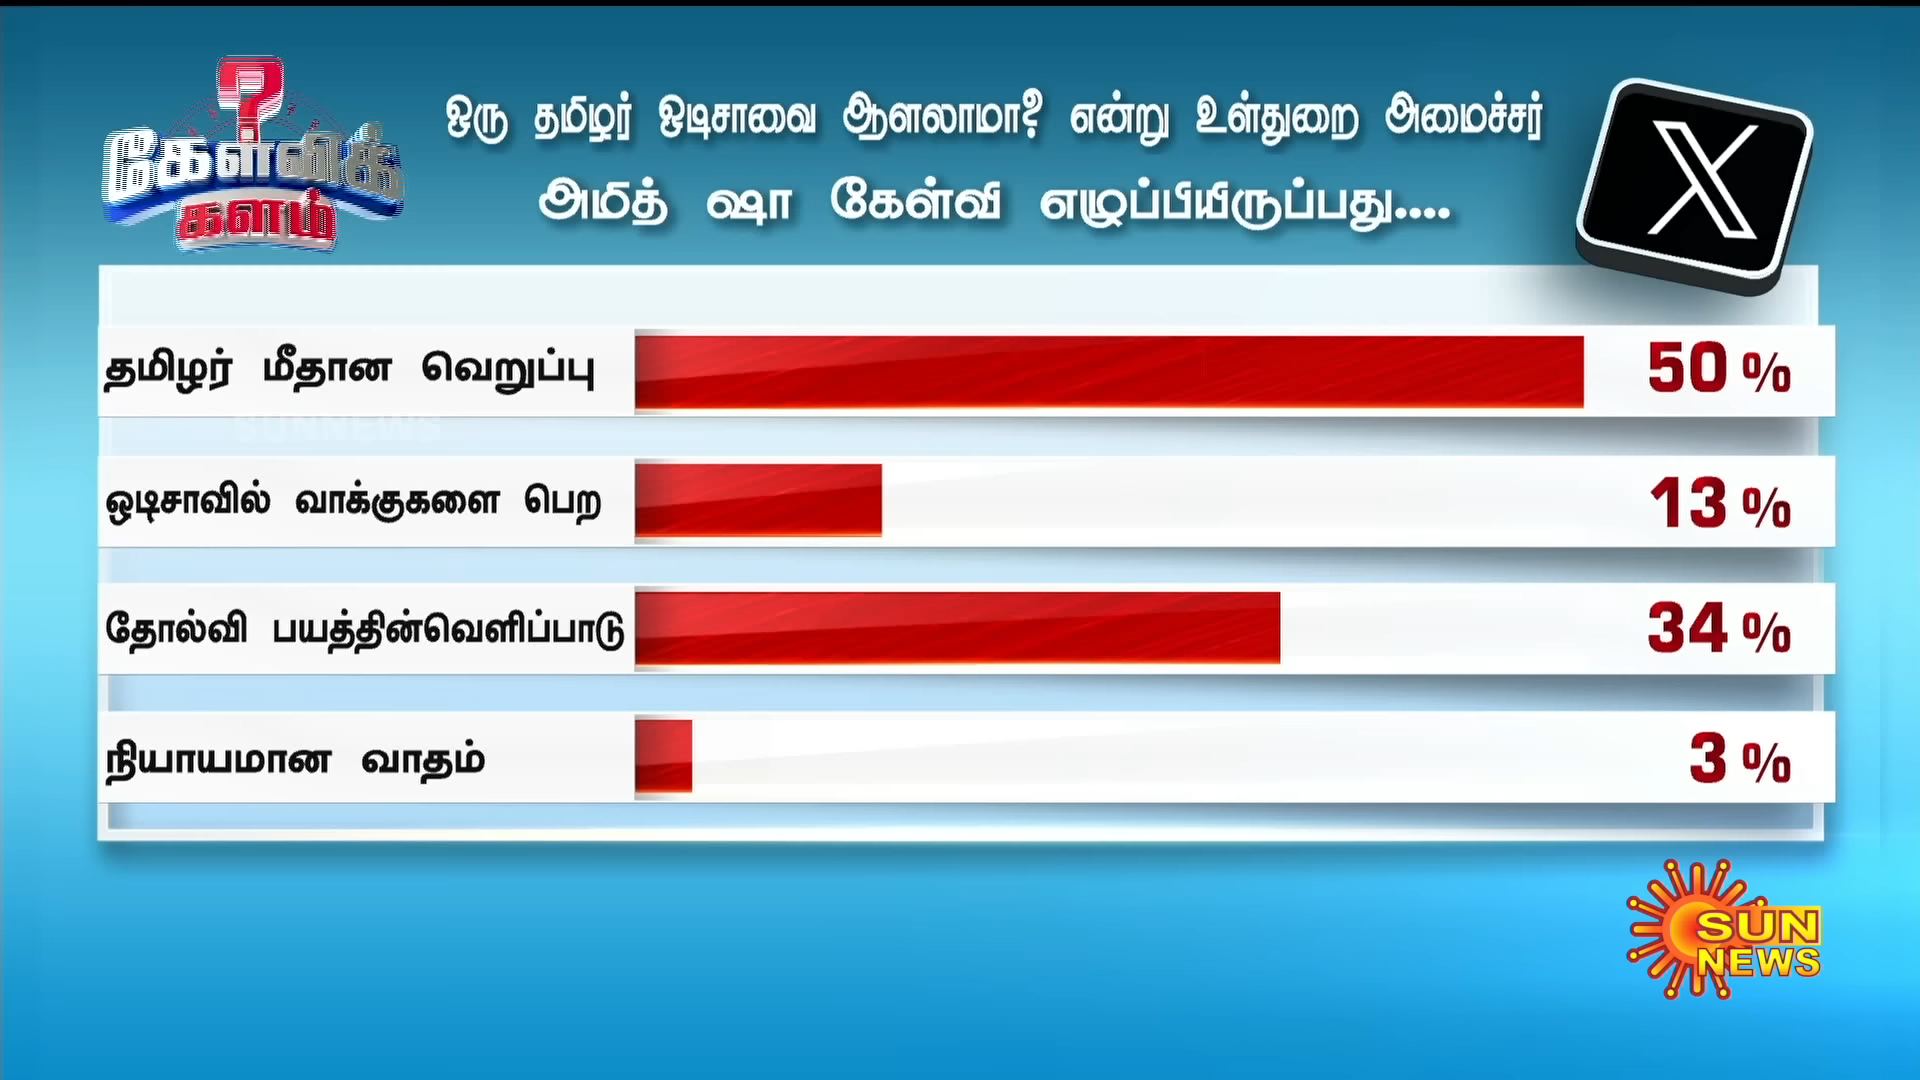 கேள்விக்
களம்
ஒரு தமிழர் ஒடிசாவை ஆளலாமா? என்று உள்துறை அமைச்சர்
அமித் ஷா கேள்வி எழுப்பியிருப்பது....
X
தமிழர் மீதான வெறுப்பு 50 %
SUNNEWS
ஒடிசாவில் வாக்குகளை பெற 13 %
தோல்வி பயத்தின்வெளிப்பாடு 34 %
நியாயமான வாதம் 3 %
SUN
NEWS